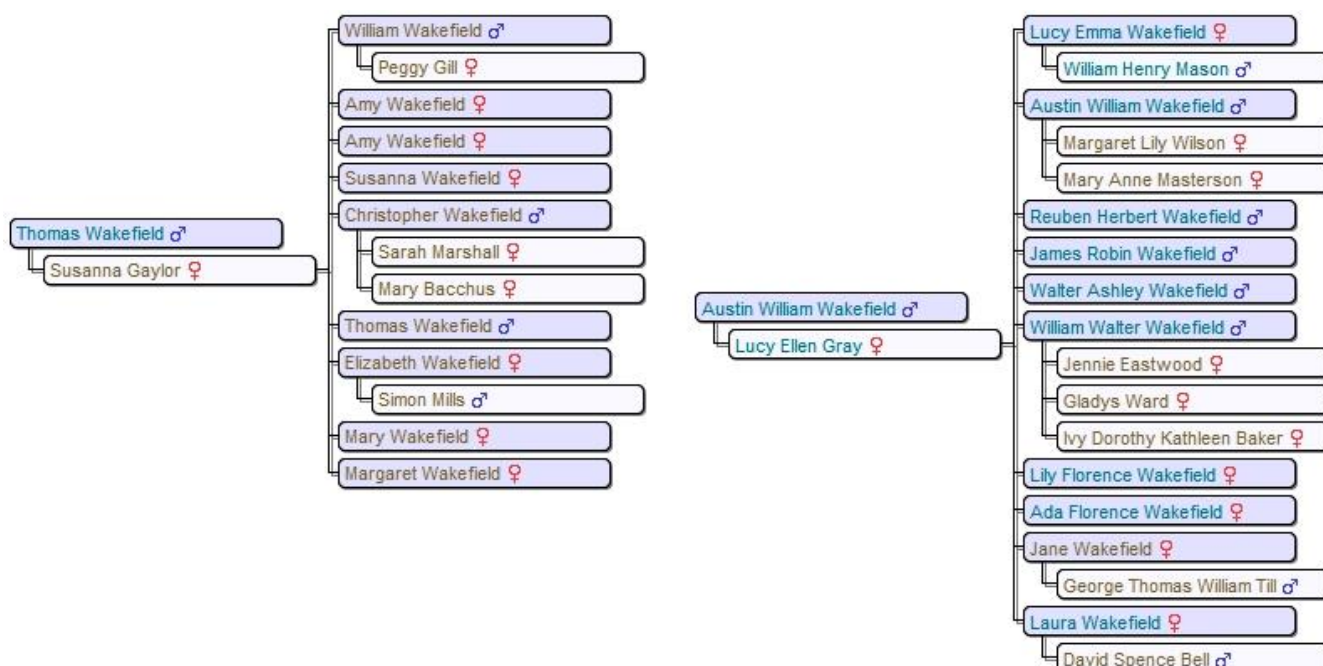 Thomas Wakefield ♂
Susanna Gaylor ♀
William Wakefield ♂
Peggy Gill ♀
Amy Wakefield ♀
Amy Wakefield ♀
Susanna Wakefield ♀
Christopher Wakefield ♂
Sarah Marshall ♀
Mary Bacchus ♀
Thomas Wakefield ♂
Elizabeth Wakefield ♀
Simon Mills ♂
Mary Wakefield ♀
Margaret Wakefield ♀
Austin William Wakefield ♂
Lucy Ellen Gray ♀
Lucy Emma Wakefield ♀
William Henry Mason ♂
Austin William Wakefield ♂
Margaret Lily Wilson ♀
Mary Anne Masterson ♀
Reuben Herbert Wakefield ♂
James Robin Wakefield ♂
Walter Ashley Wakefield ♂
William Walter Wakefield ♂
Jennie Eastwood ♀
Gladys Ward ♀
Ivy Dorothy Kathleen Baker ♀
Lily Florence Wakefield ♀
Ada Florence Wakefield ♀
Jane Wakefield ♀
George Thomas William Till ♂
Laura Wakefield ♀
David Spence Bell ♂